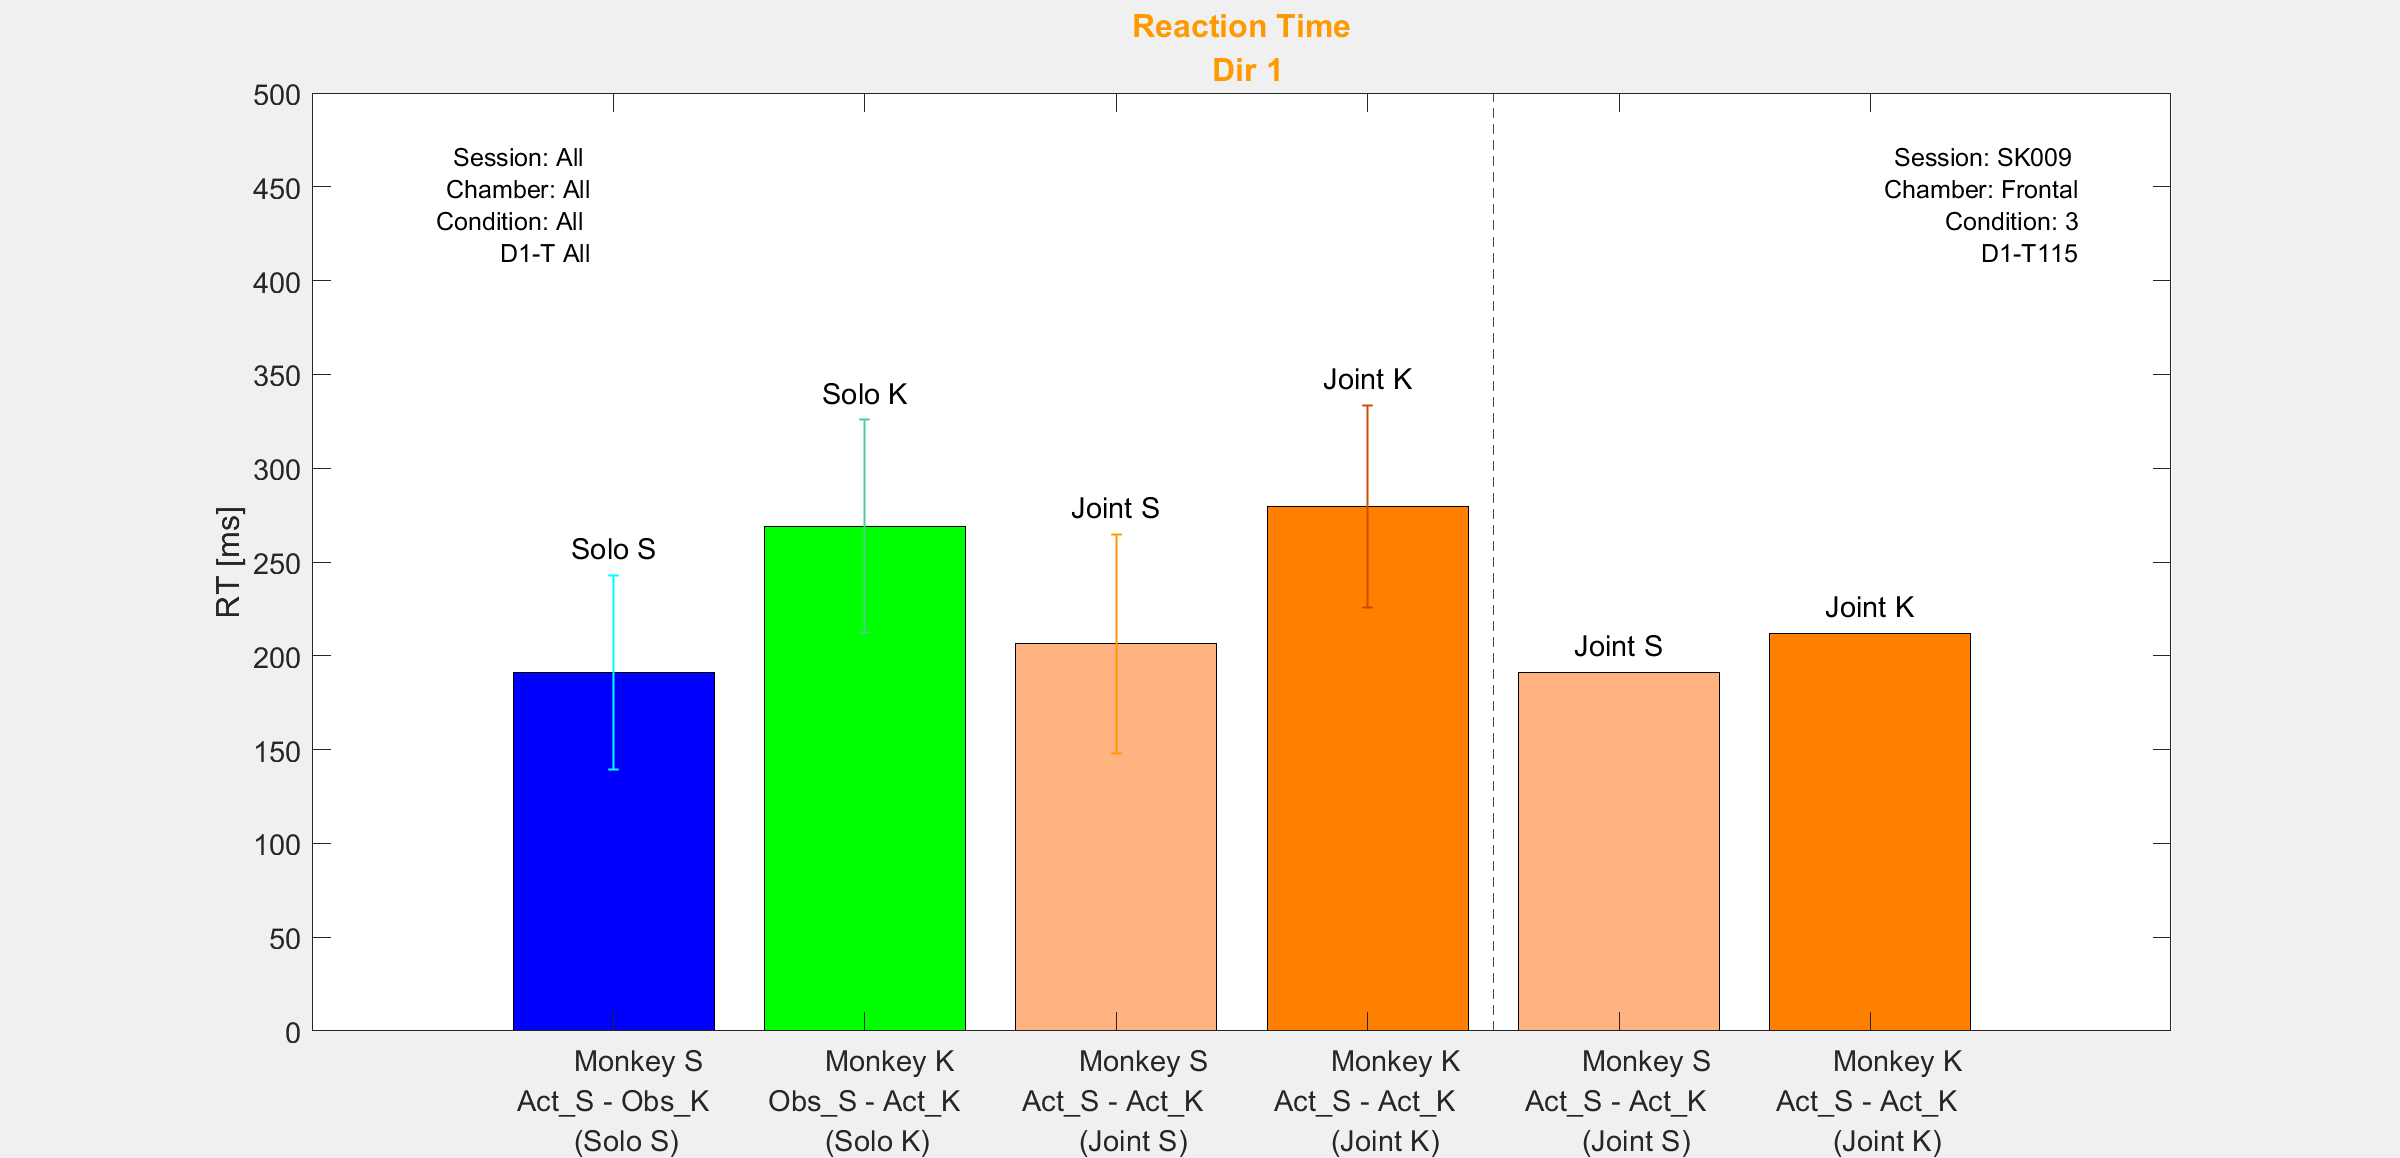 Reaction Time
Dir 1
500
450
400
350
300
250
200
150
100
50
0
RT [ms]
Session: All
Chamber: All
Condition: All
D1-T All
Session: SK009
Chamber: Frontal
Condition: 3
D1-T115
Solo S
Solo K
Joint S
Joint K
Joint S
Joint K
Monkey S
Act_S - Obs_K
(Solo S)
Monkey K
Obs_S - Act_K
(Solo K)
Monkey S
Act_S - Act_K
(Joint S)
Monkey K
Act_S - Act_K
(Joint K)
Monkey S
Act_S - Act_K
(Joint S)
Monkey K
Act_S - Act_K
(Joint K)